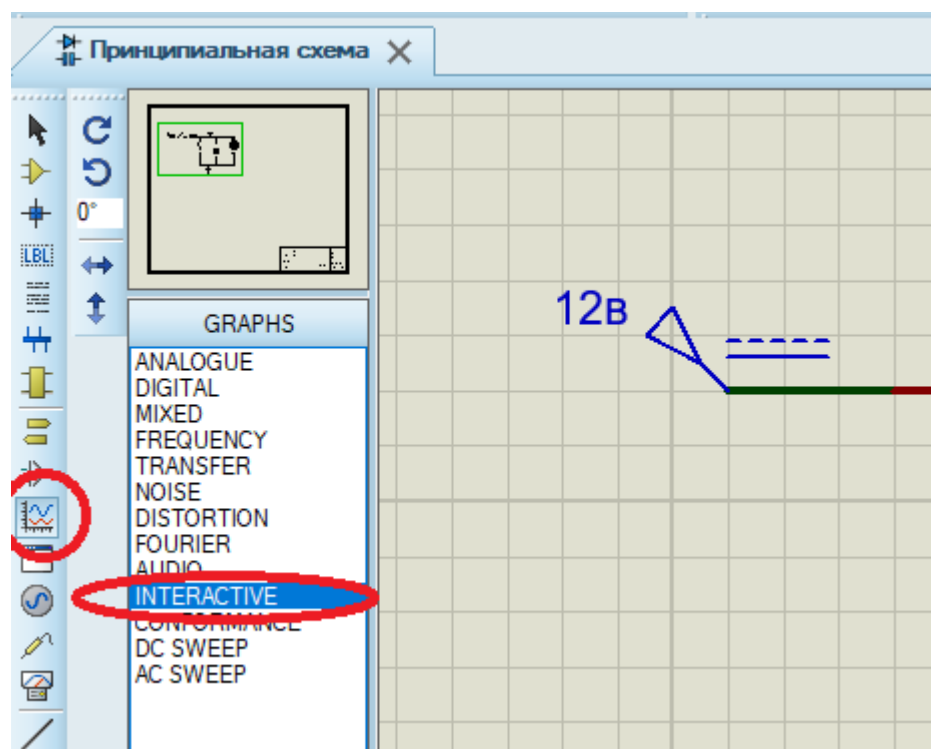 Принципиальная схема
0°
LBL
GRAPHS
ANALOGUE
DIGITAL
MIXED
FREQUENCY
TRANSFER
NOISE
DISTORTION
FOURIER
AUDIO
INTERACTIVE
CONFORMANCE
DC SWEEP
AC SWEEP
12в